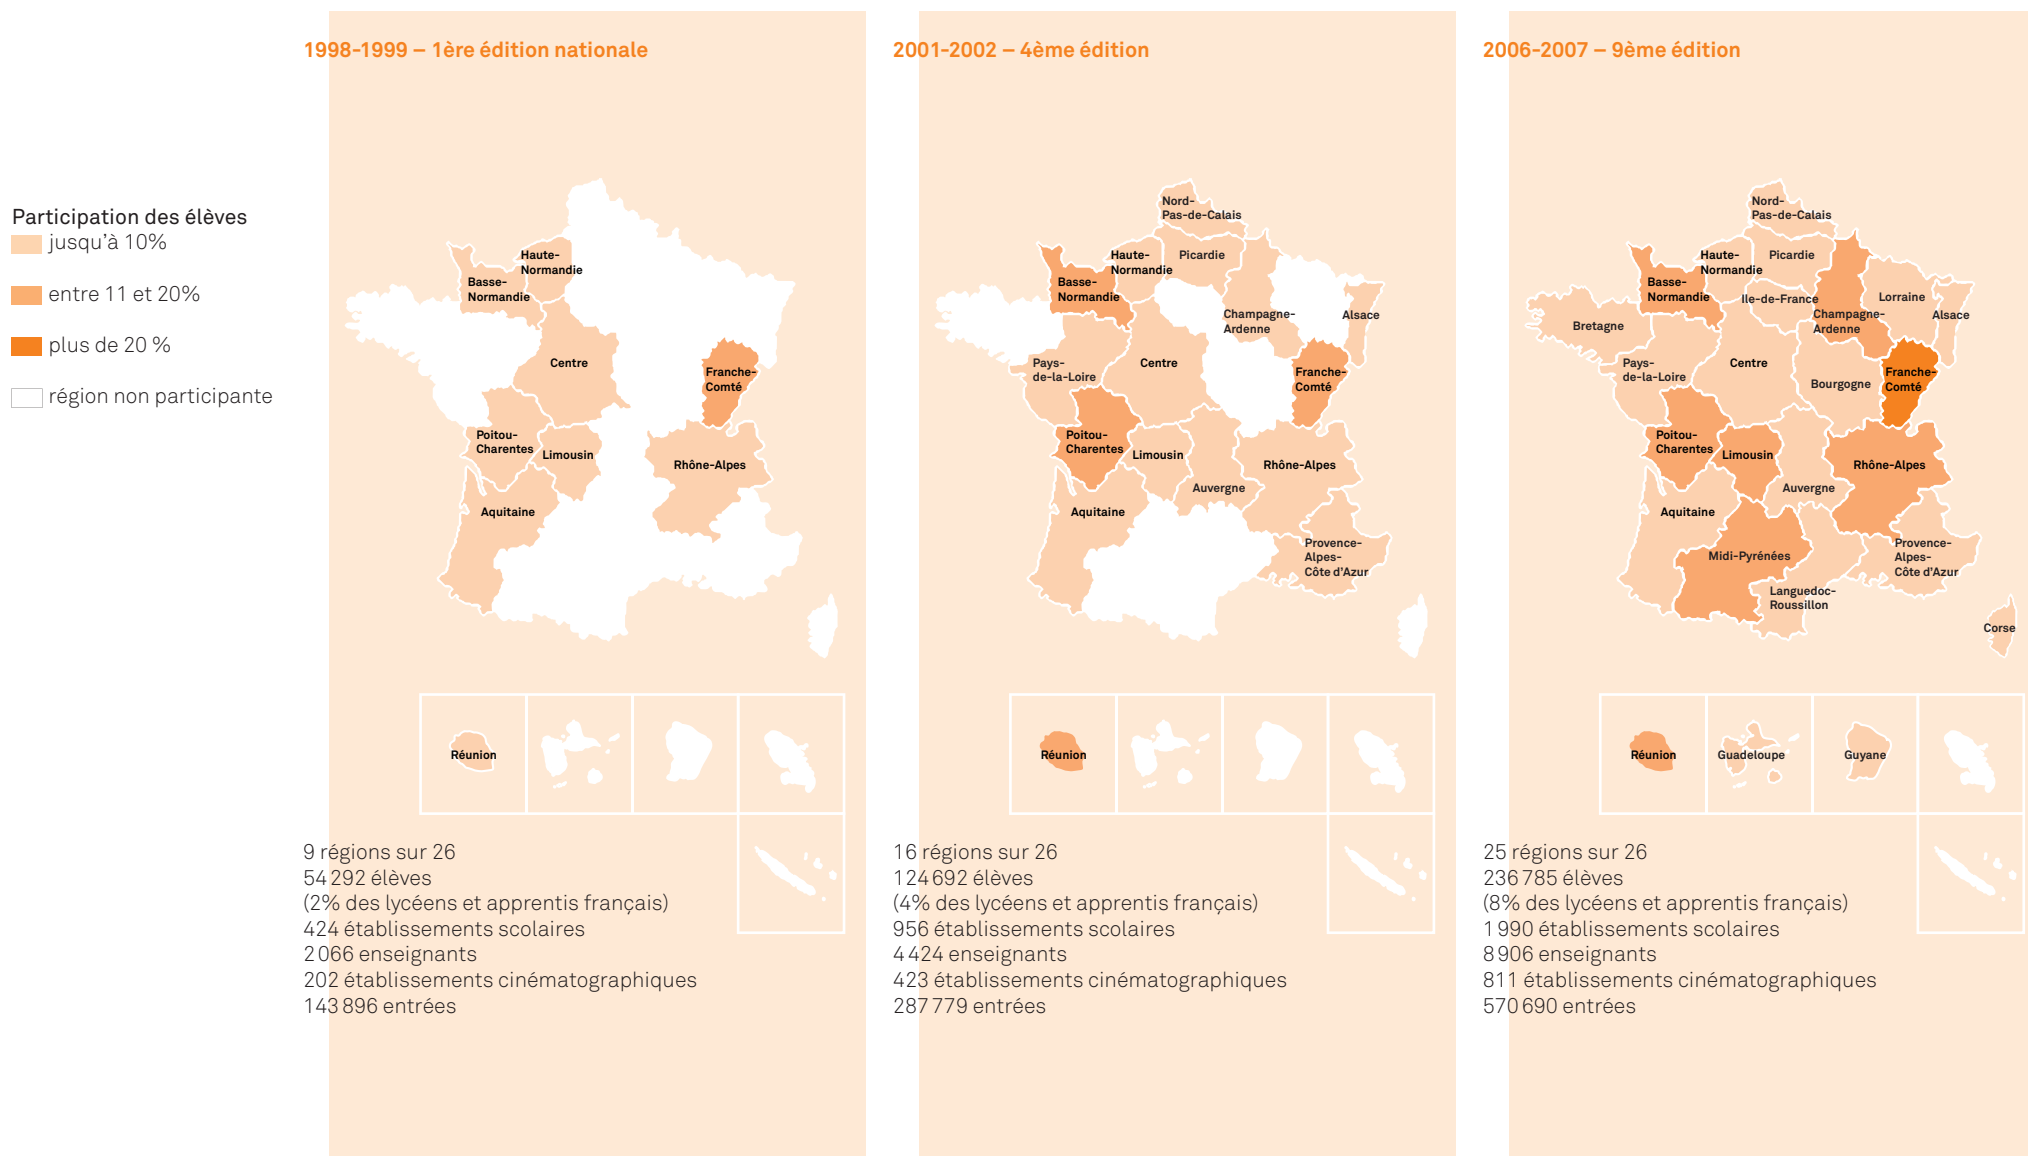 Participation des élèves
jusqu'à 10%
entre 11 et 20%
plus de 20 %
région non participante
1998-1999 – 1ère édition nationale
Haute-
Normandie
Basse-
Normandie
Centre
Franche-
Comté
Poitou-
Charentes
Limousin
Rhône-Alpes
Aquitaine
Réunion
9 régions sur 26
54 292 élèves
(2% des lycéens et apprentis français)
424 établissements scolaires
2 066 enseignants
202 établissements cinématographiques
143 896 entrées
2001-2002 – 4ème édition
Nord-
Pas-de-Calais
Haute-
Normandie
Picardie
Basse-
Normandie
Champagne-
Ardenne
Alsace
Pays-
de-la-Loire
Centre
Franche-
Comté
Poitou-
Charentes
Limousin
Rhône-Alpes
Auvergne
Aquitaine
Provence-
Alpes-
Côte d'Azur
Réunion
16 régions sur 26
124 692 élèves
(4% des lycéens et apprentis français)
956 établissements scolaires
4 424 enseignants
423 établissements cinématographiques
287 779 entrées
2006-2007 – 9ème édition
Nord-
Pas-de-Calais
Haute-
Normandie
Picardie
Basse-
Normandie
Ile-de-France
Lorraine
Champagne-
Ardenne
Alsace
Bretagne
Pays-
de-la-Loire
Centre
Bourgogne
Franche-
Comté
Poitou-
Charentes
Limousin
Rhône-Alpes
Auvergne
Aquitaine
Midi-Pyrénées
Provence-
Alpes-
Côte d'Azur
Languedoc-
Roussillon
Corse
Réunion
Guadeloupe
Guyane
25 régions sur 26
236 785 élèves
(8% des lycéens et apprentis français)
1 990 établissements scolaires
8 906 enseignants
811 établissements cinématographiques
570 690 entrées